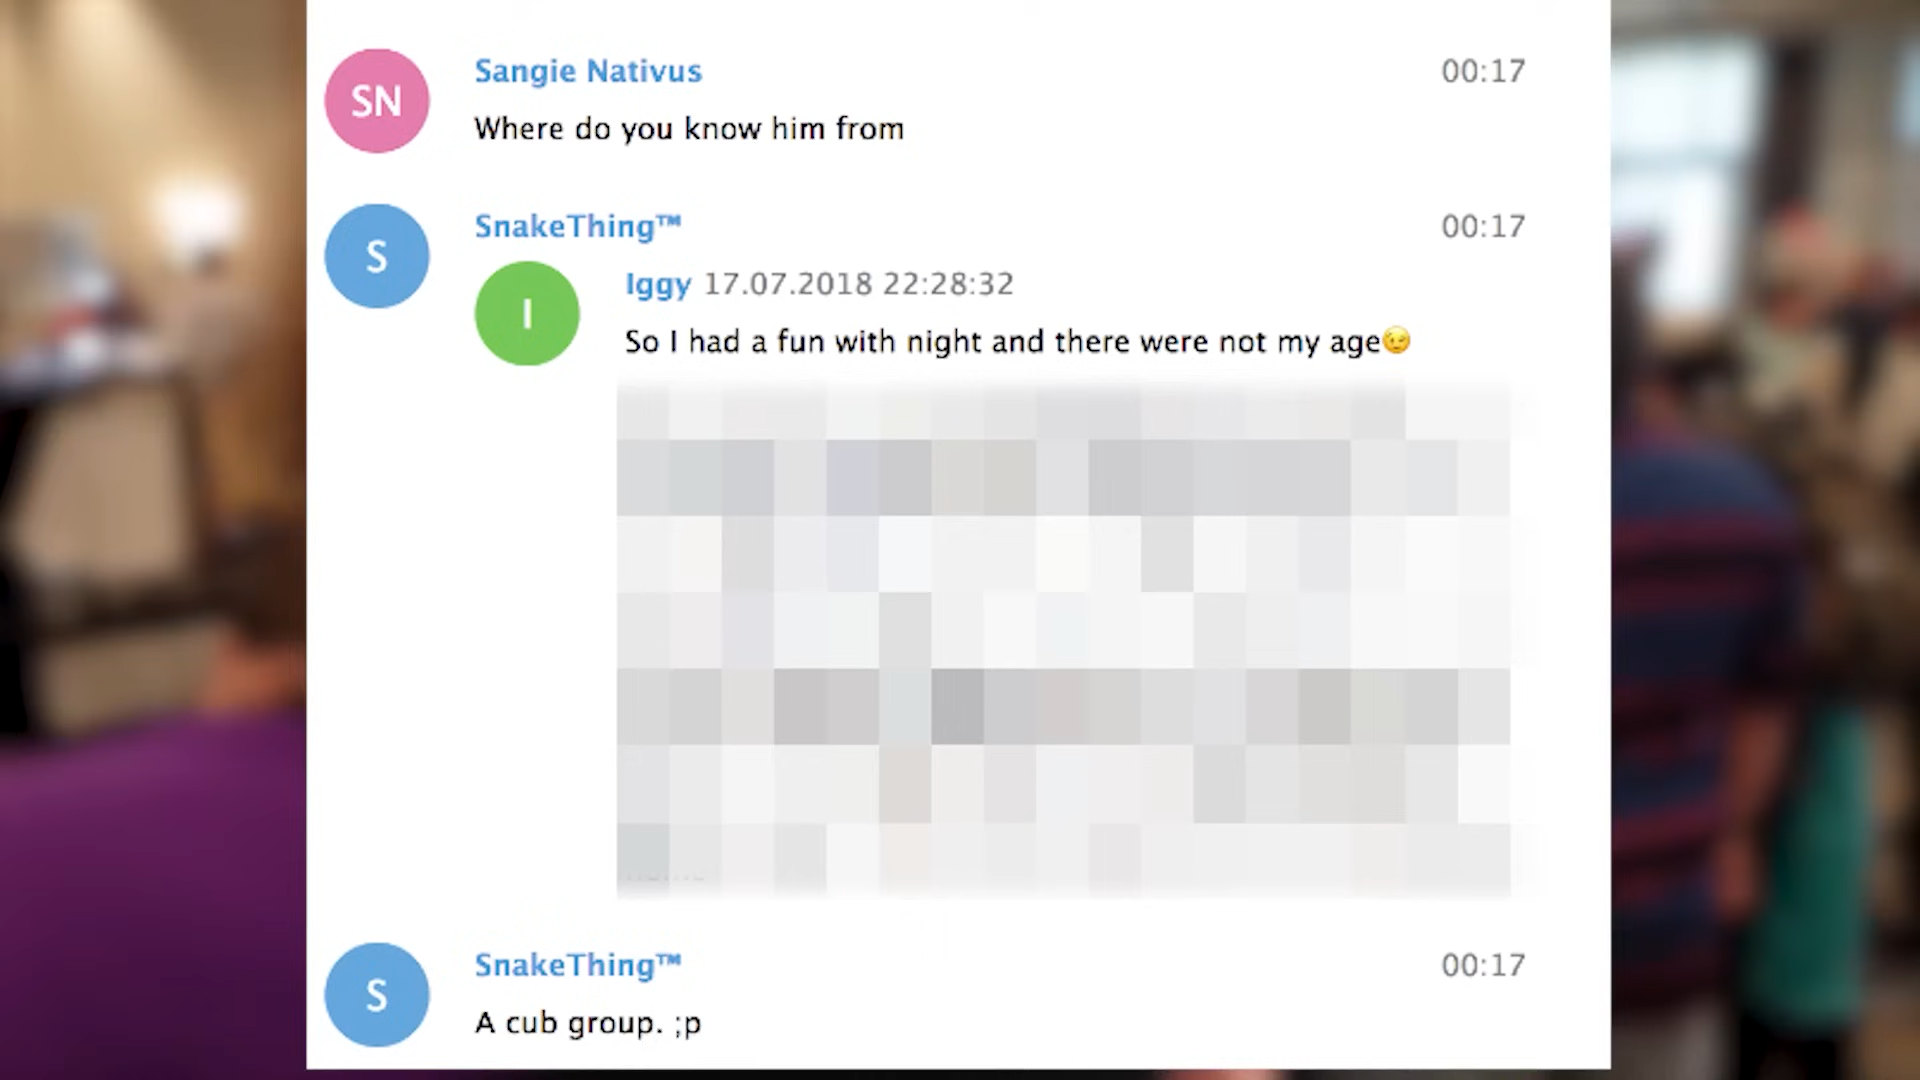 SN
Sangie Nativus
00:17
Where do you know him from
S
SnakeThing™
00:17
I
Iggy 17.07.2018 22:28:32
So I had a fun with night and there were not my age😉
S
SnakeThing™
00:17
A cub group. ;p